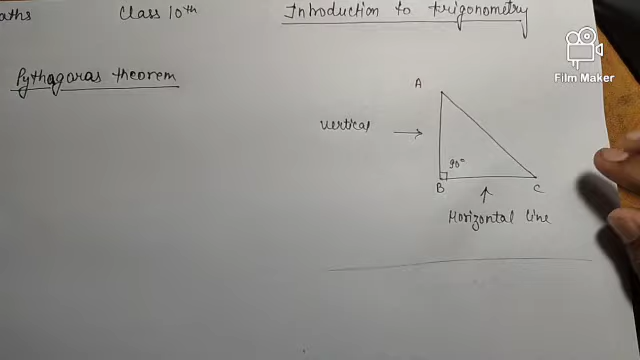 aths Class 10th Introduction to trigonometry
Film Maker
Pythagoras theorem
A
vertical
90°
B C
Horizontal line